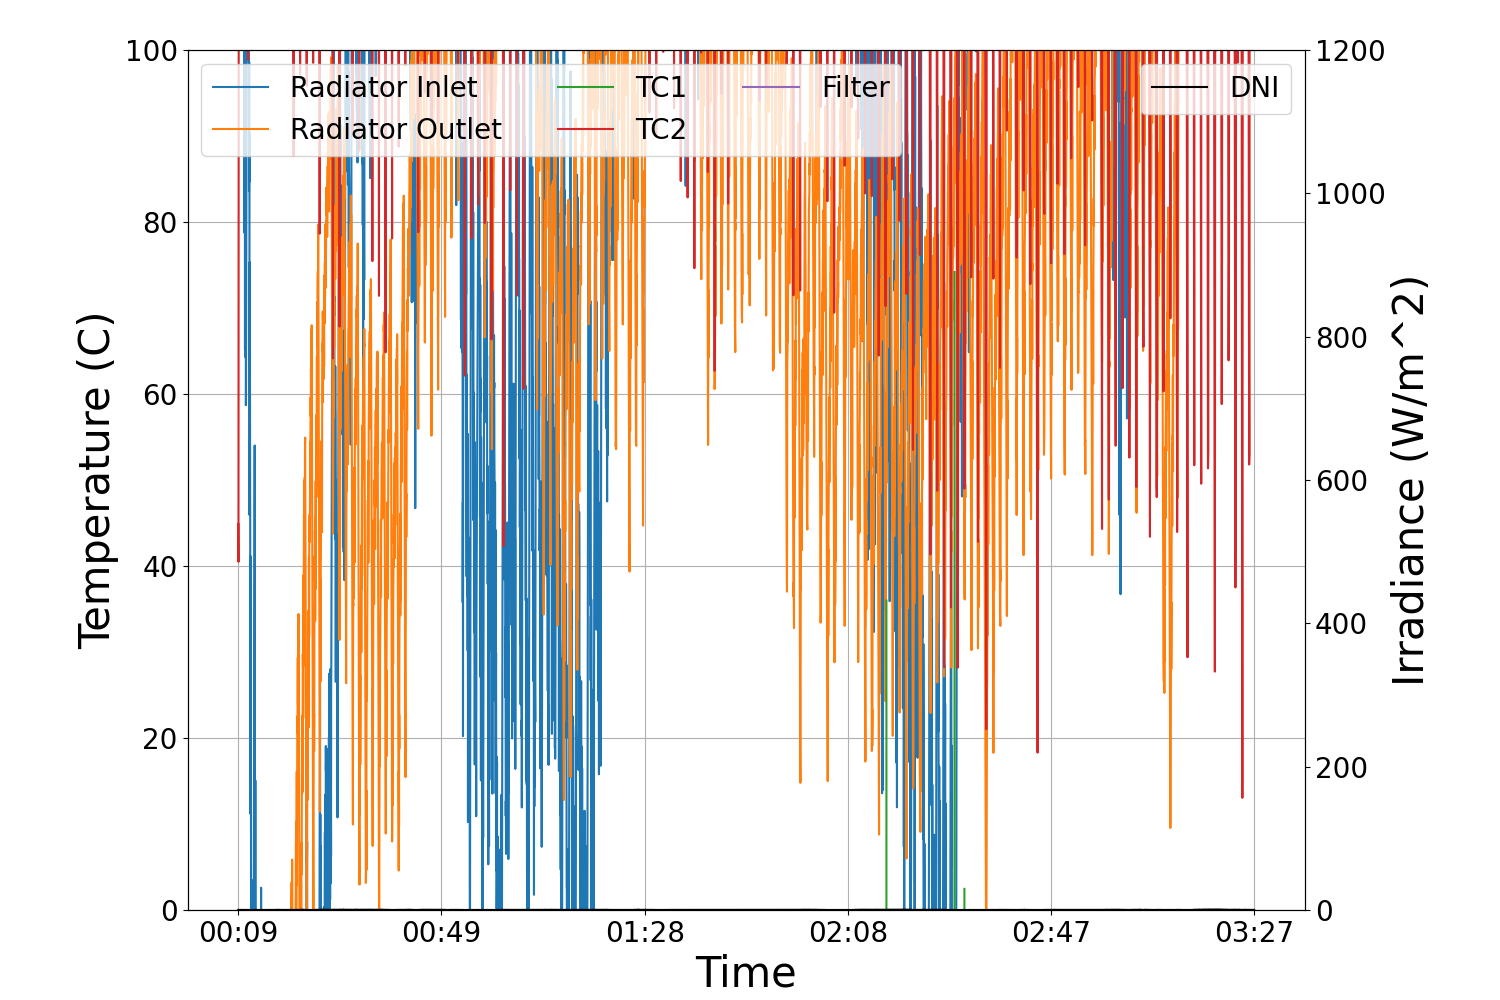 100
80
60
40
20
0
Temperature (C)
Radiator Inlet
Radiator Outlet
TC1
TC2
Filter
DNI
1200
1000
800
600
400
200
0
Irradiance (W/m^2)
00:09
00:49
01:28
02:08
02:47
03:27
Time